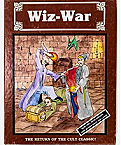 Wiz-War
THE RETURN OF THE CULT CLASSIC!